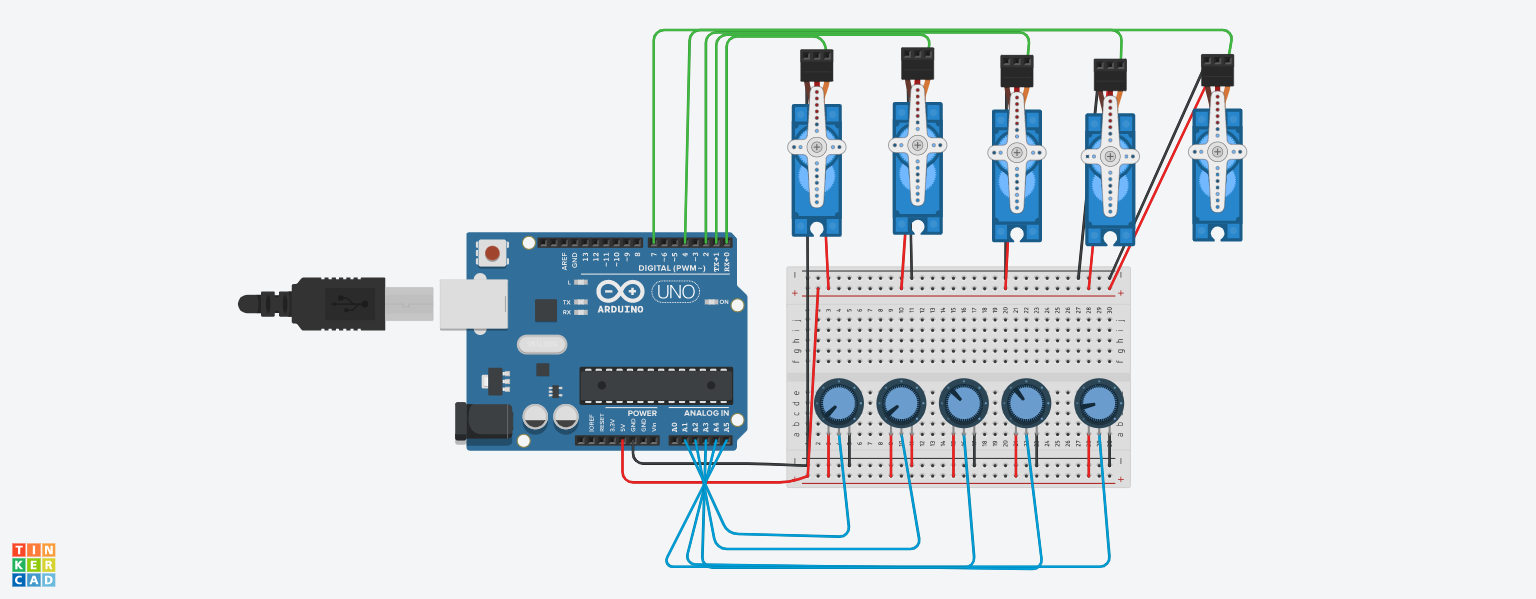 AREF
GND
13
12
~11
~10
~9
8
7
~6
~5
4
~3
2
TX→1
RX←0
DIGITAL (PWM~)
L
TX
RX
UNO
ARDUINO
ON
POWER
ANALOG IN
IOREF
RESET
3.3V
5V
GND
GND
Vin
A0
A1
A2
A3
A4
A5
j
i
h
g
f
e
d
c
b
a
TIN
KER
CAD